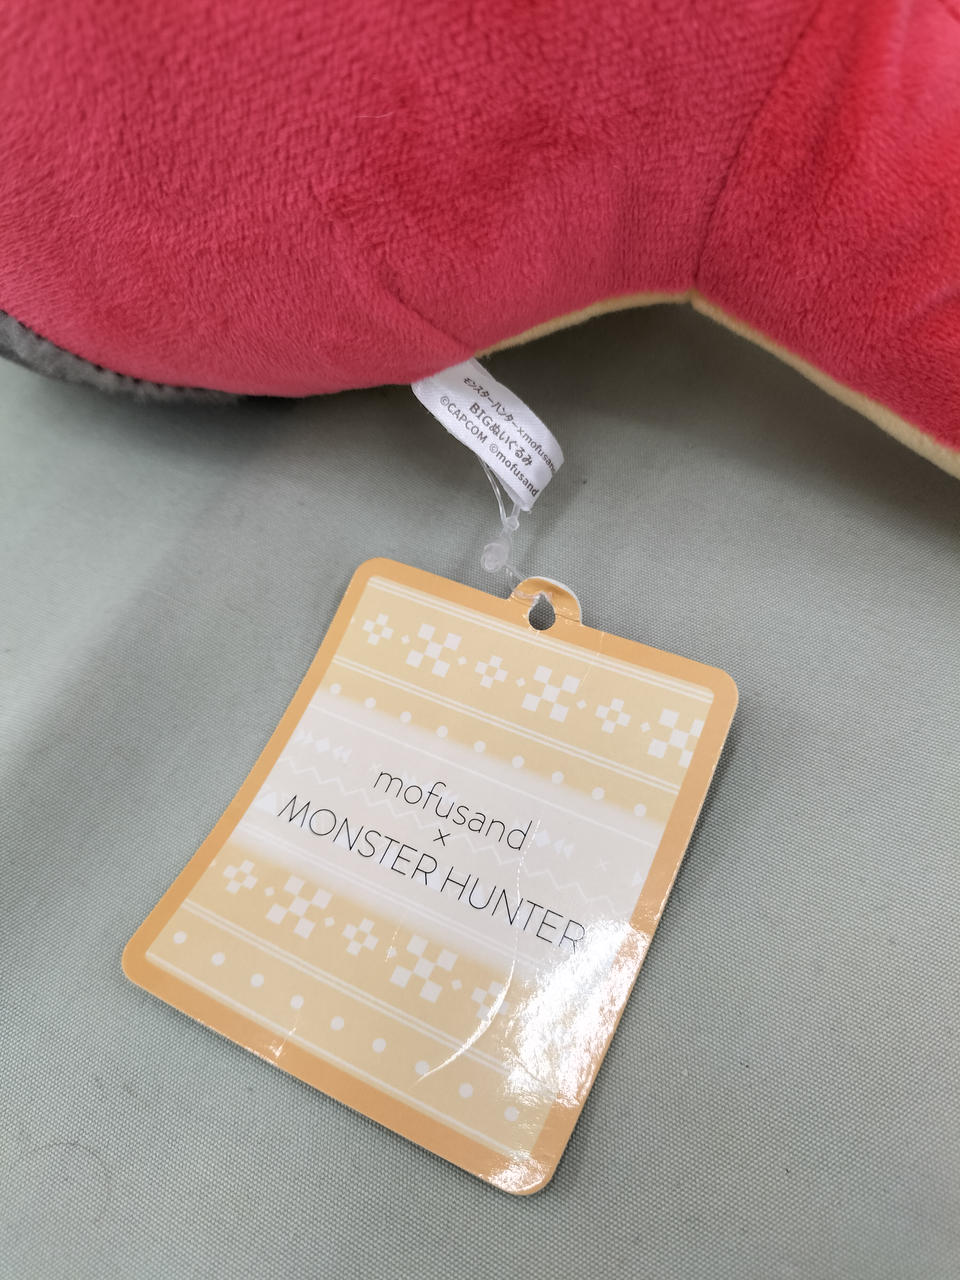 モンスターハンター×mofusand
BIGぬいぐるみ
©CAPCOM ©mofusand
mofusand
×
MONSTER HUNTER